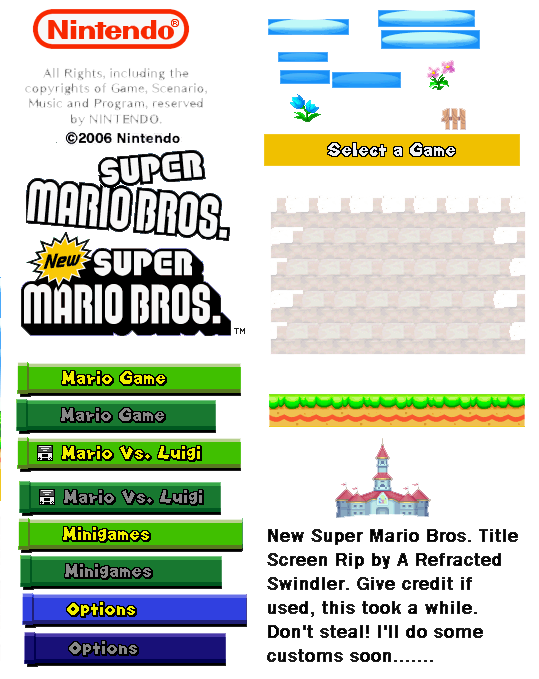 Nintendo®
All Rights, including the
copyrights of Game, Scenario,
Music and Program, reserved
by NINTENDO.
©2006 Nintendo
SUPER
MARIO BROS.
New SUPER
MARIO BROS.™
Mario Game
Mario Game
Mario Vs. Luigi
Mario Vs. Luigi
Minigames
Minigames
Options
Options
Select a Game
New Super Mario Bros. Title
Screen Rip by A Refracted
Swindler. Give credit if
used, this took a while.
Don't steal! I'll do some
customs soon.......